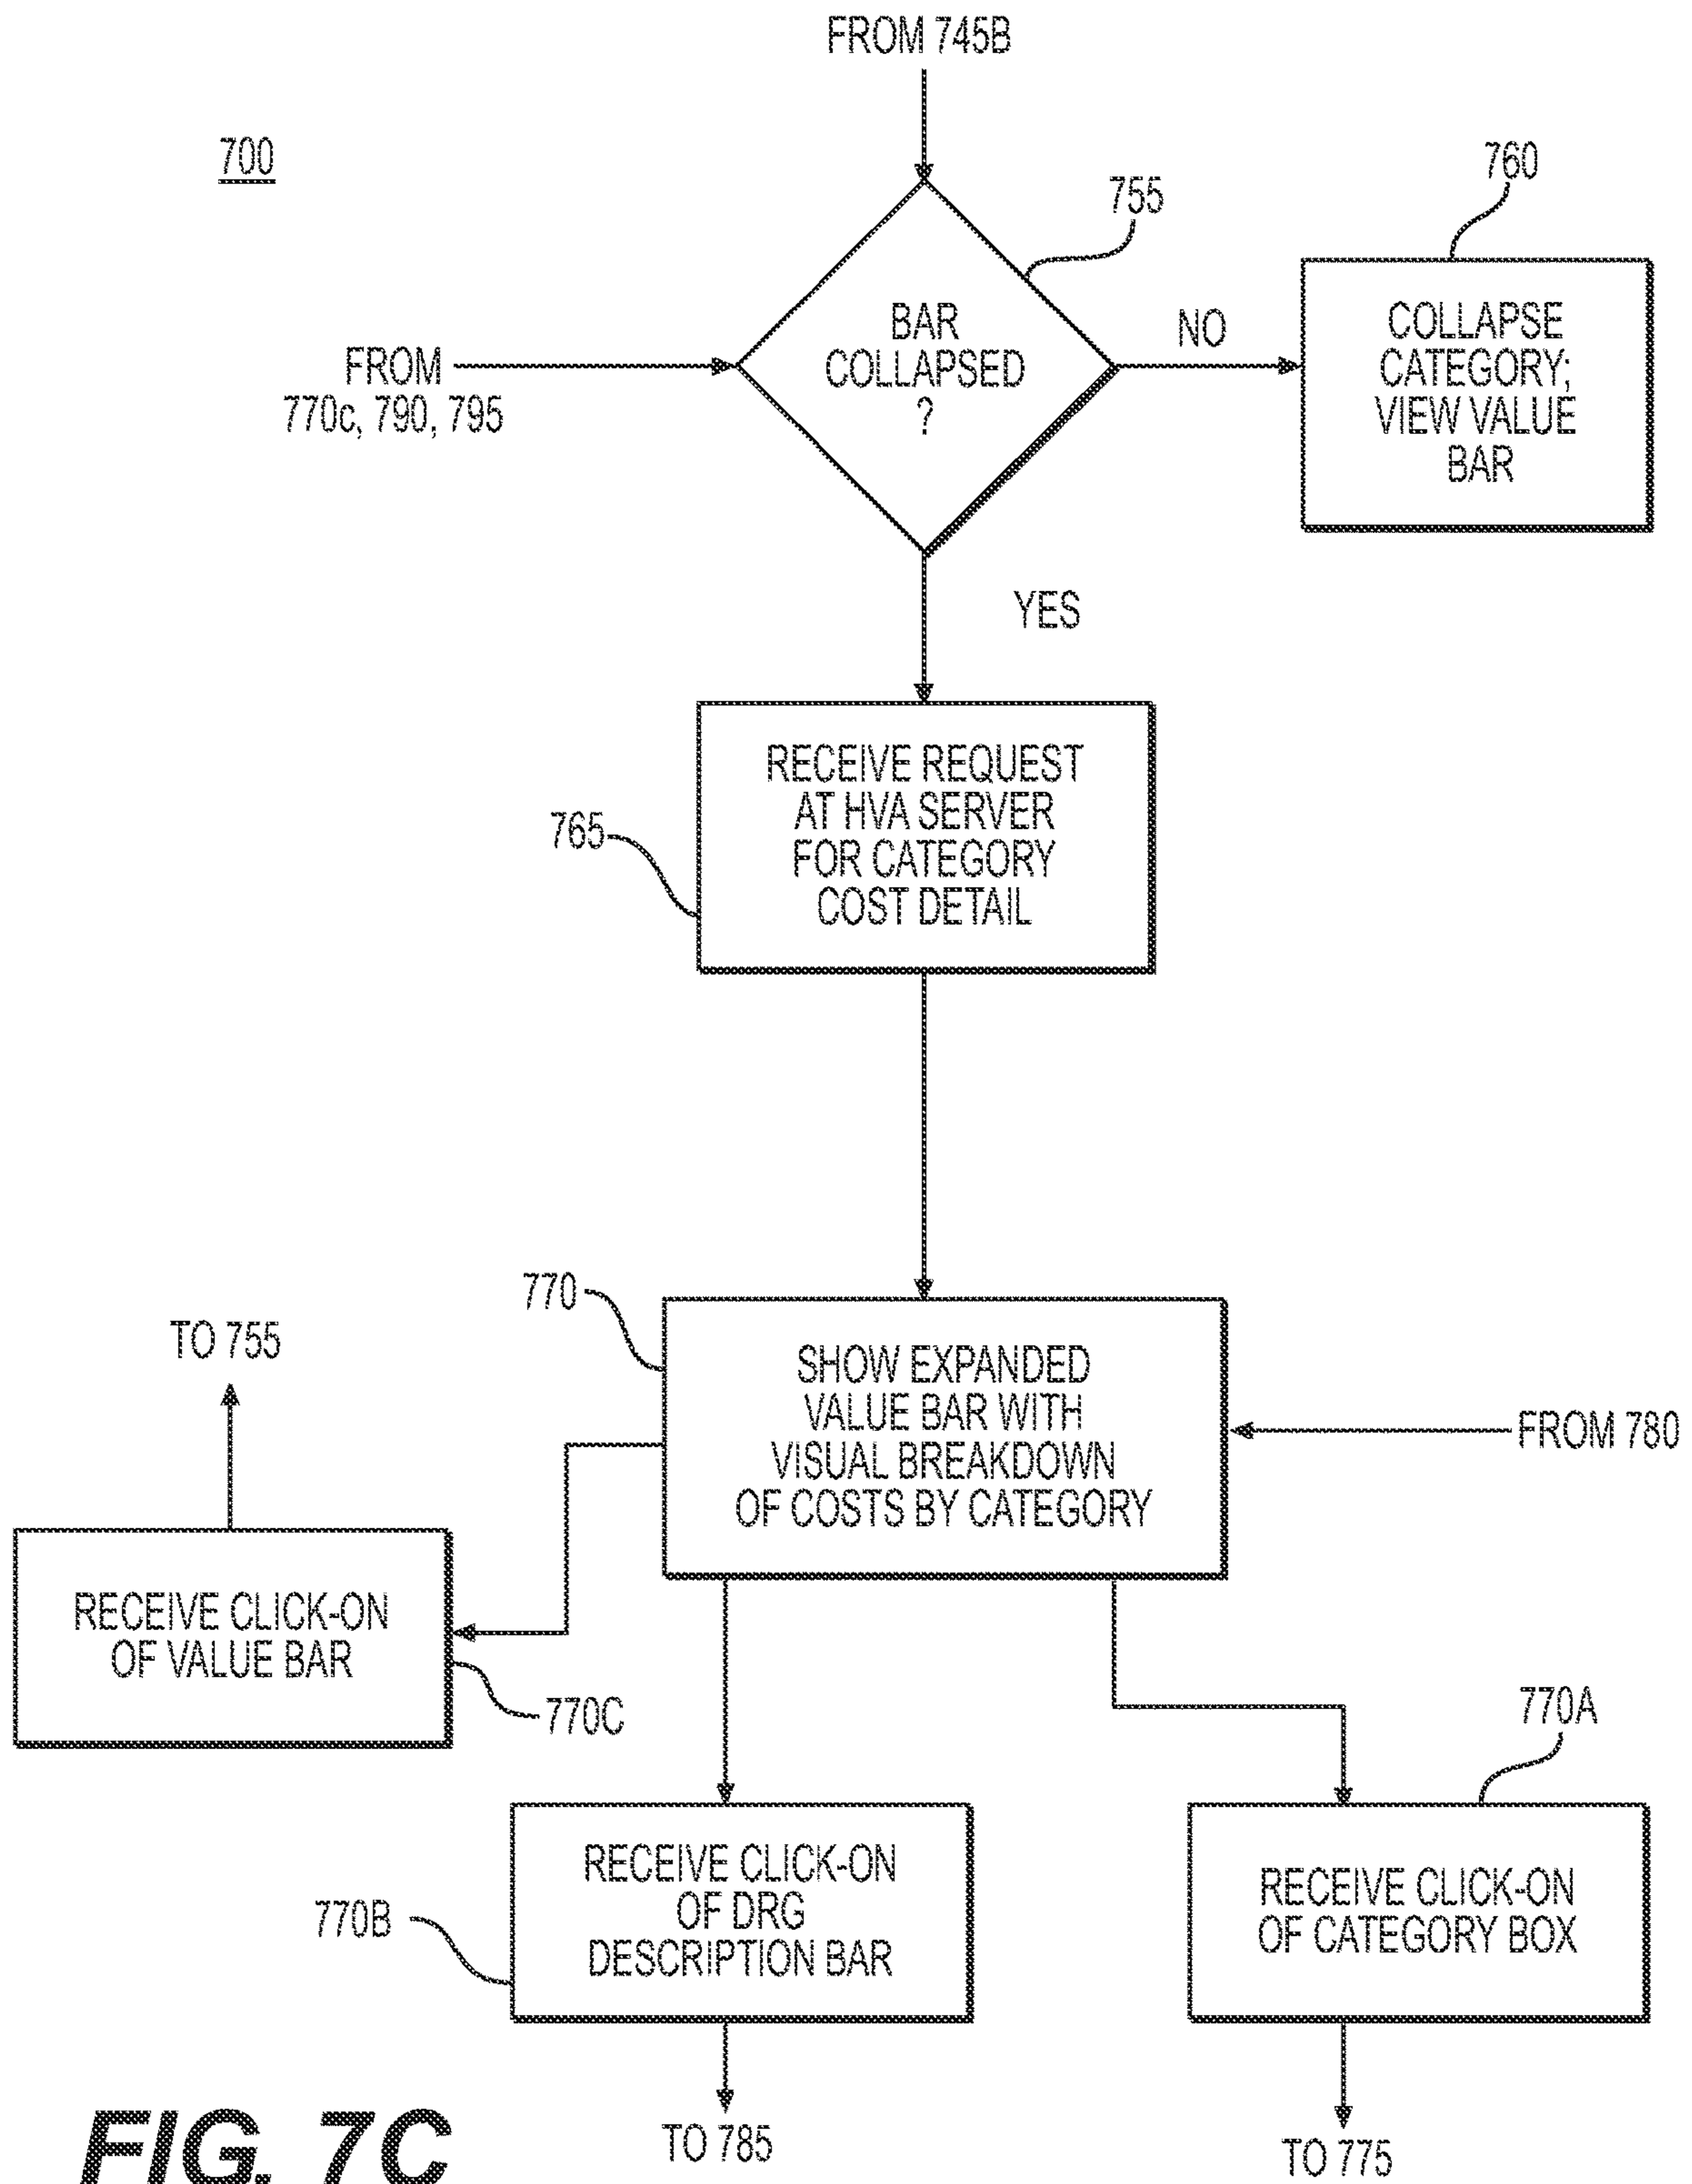 FROM 745B
700
755
760
BAR
COLLAPSED
?
NO
COLLAPSE
CATEGORY;
VIEW VALUE
BAR
FROM
770c, 790, 795
YES
RECEIVE REQUEST
AT HVA SERVER
FOR CATEGORY
COST DETAIL
765
770
TO 755
SHOW EXPANDED
VALUE BAR WITH
VISUAL BREAKDOWN
OF COSTS BY CATEGORY
FROM 780
RECEIVE CLICK-ON
OF VALUE BAR
770C
770A
770B
RECEIVE CLICK-ON
OF DRG
DESCRIPTION BAR
RECEIVE CLICK-ON
OF CATEGORY BOX
TO 785
TO 775
FIG. 7C